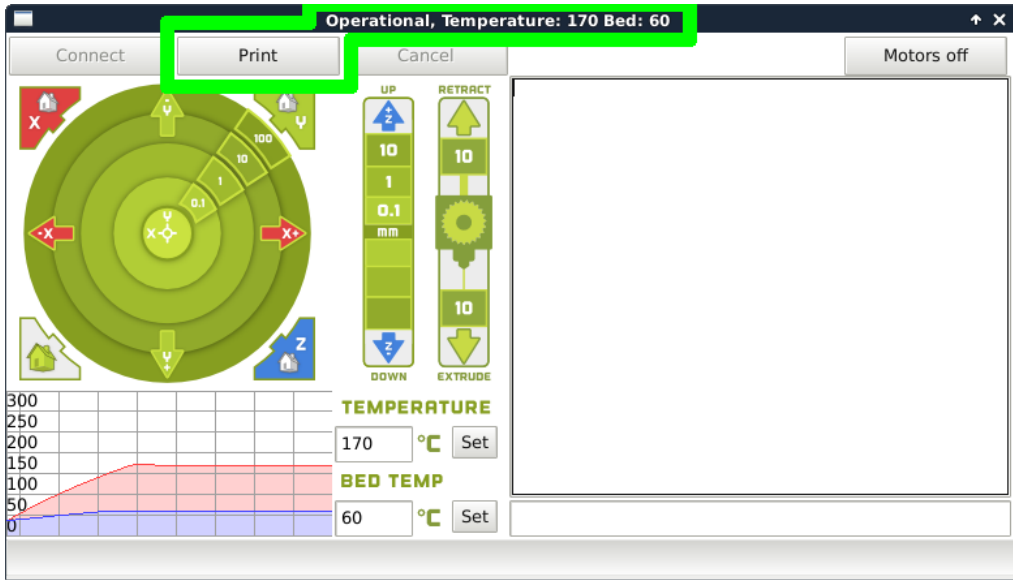 Operational, Temperature: 170 Bed: 60
Connect Print Cancel Motors off
UP RETRACT
X Y
-Y
+Z
100
10
1
0.1
10
1
0.1
mm
10
-X Y X X+
10
Y+
Z
Z-
DOWN EXTRUDE
300
250
200
150
100
50
0
TEMPERATURE
170 °C Set
BED TEMP
60 °C Set